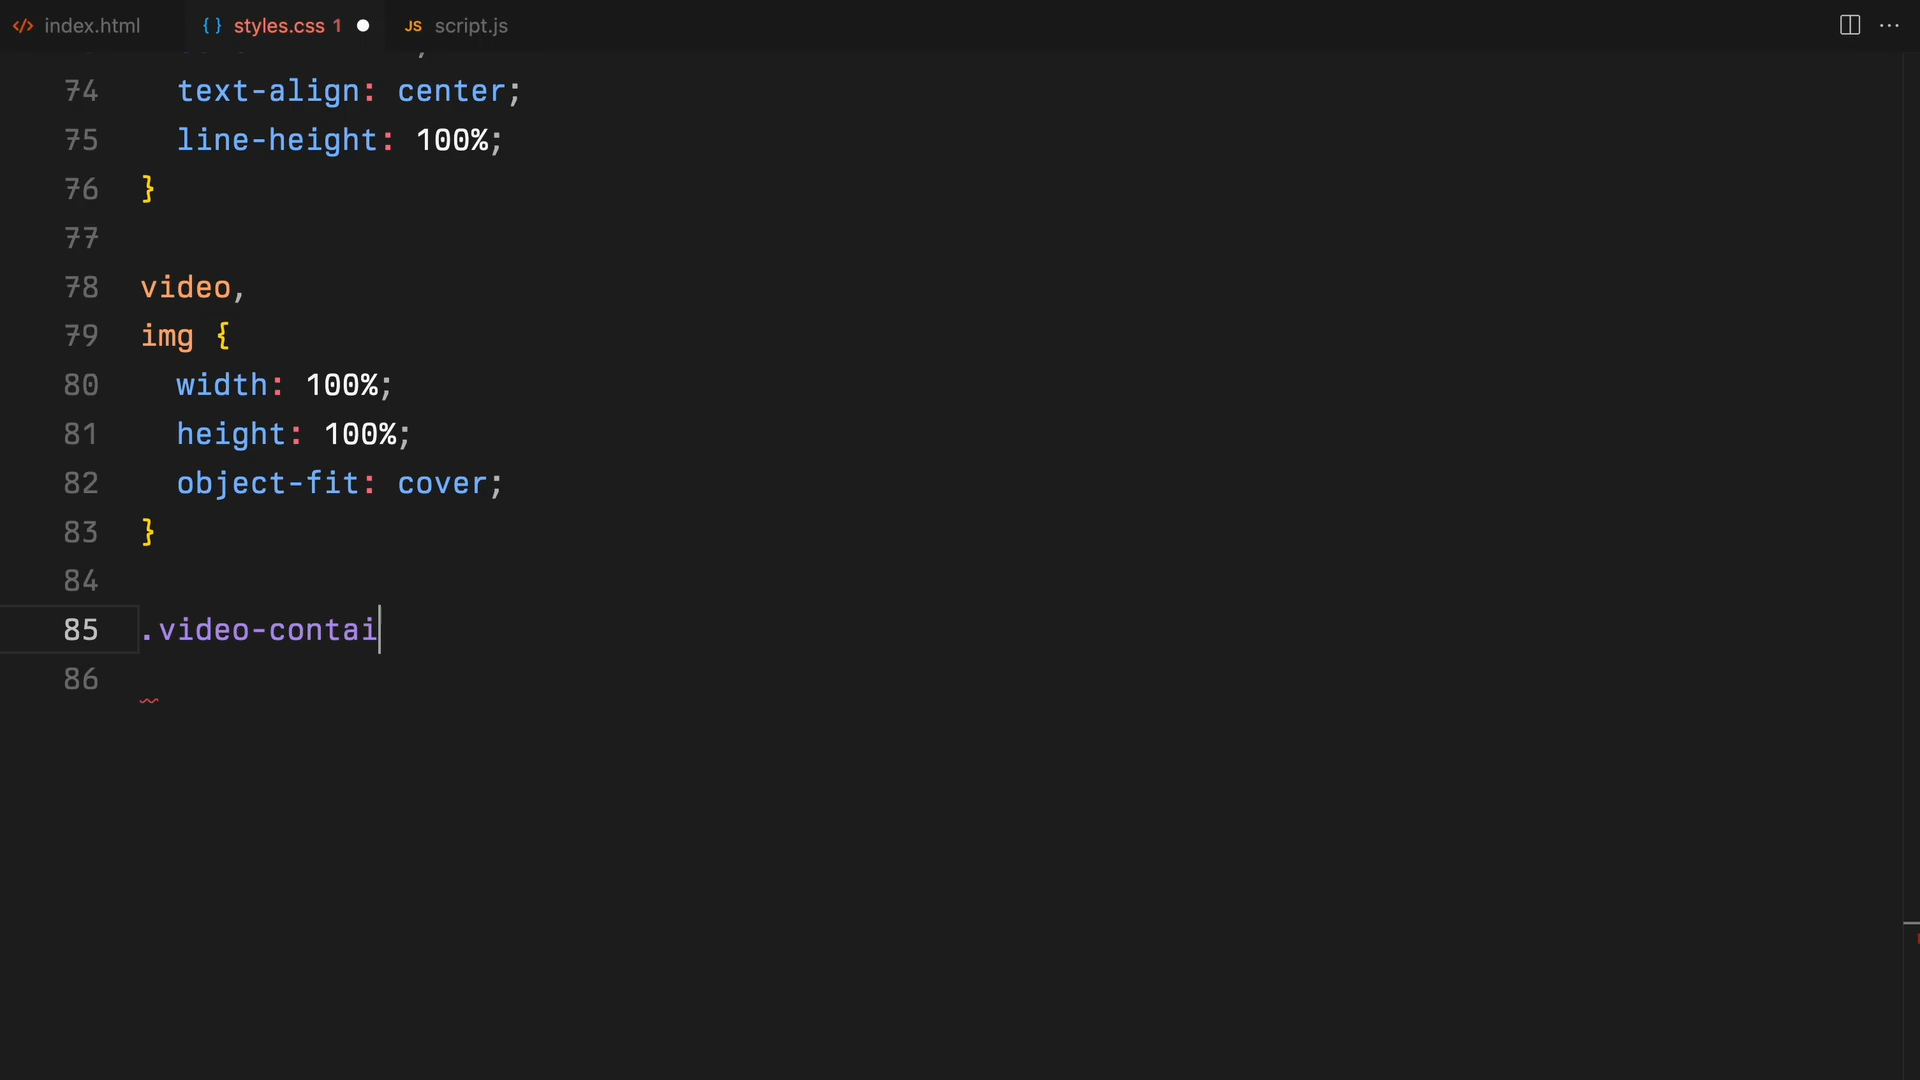 index.html
styles.css 1
JS script.js
74 text-align: center;
75 line-height: 100%;
76 }
77
78 video,
79 img {
80 width: 100%;
81 height: 100%;
82 object-fit: cover;
83 }
84
85 .video-contai
86